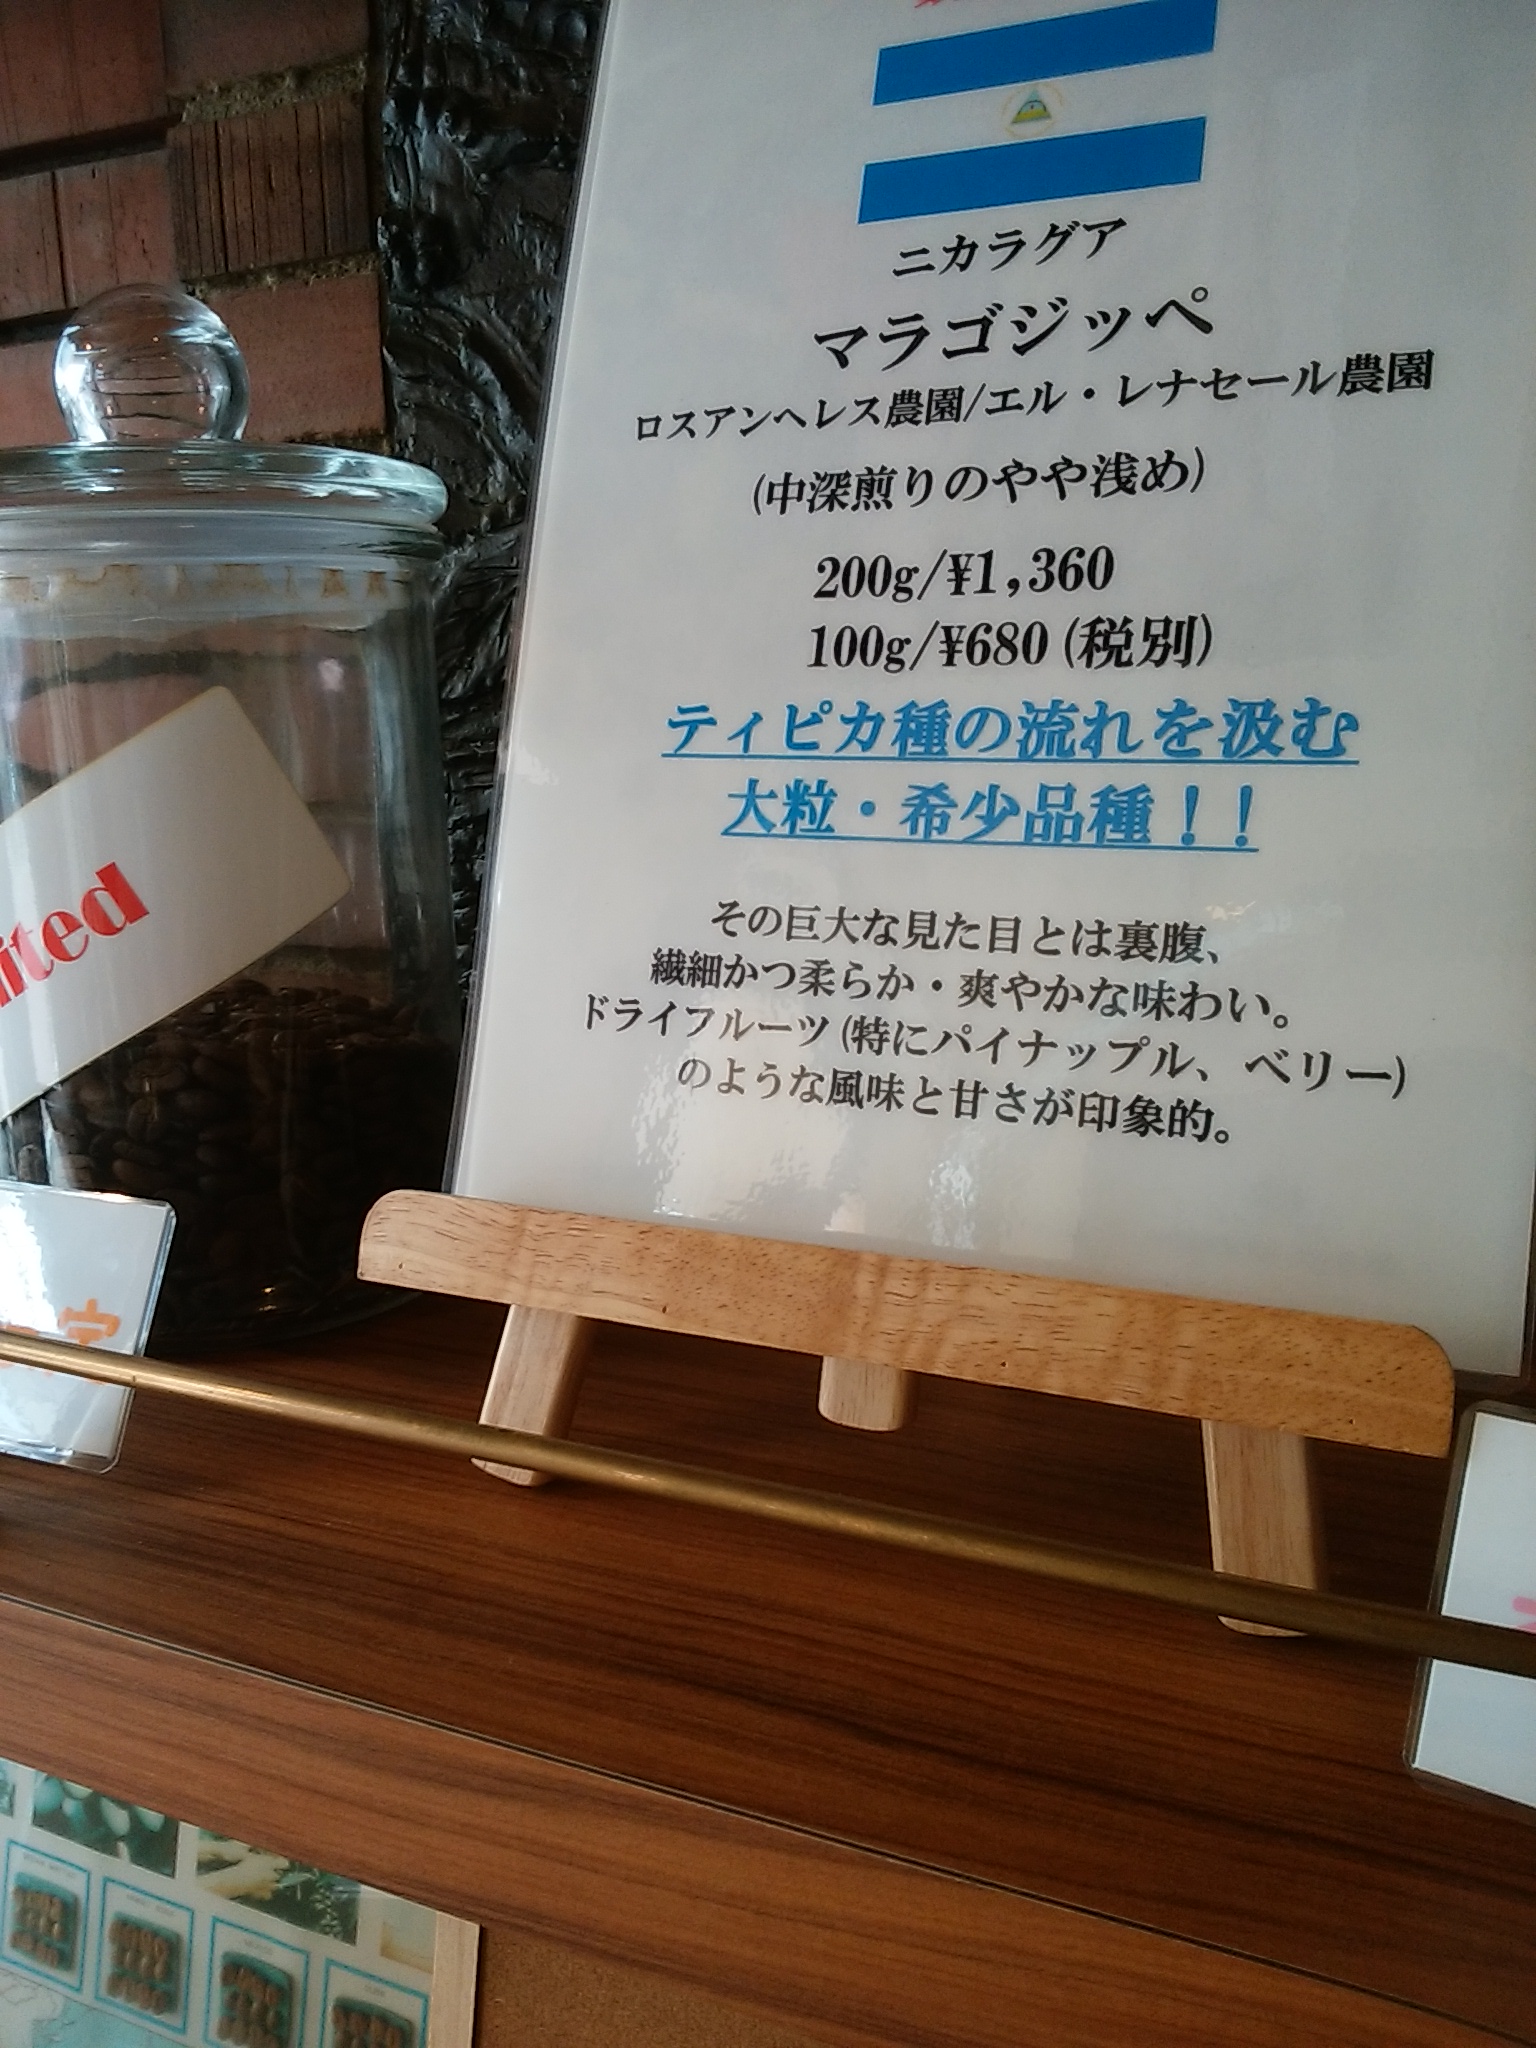 ニカラグア
マラゴジッペ
ロスアンヘレス農園/エル・レナセール農園
(中深煎りのやや浅め)
200g/¥1,360
100g/¥680(税別)
ティピカ種の流れを汲む
大粒・希少品種！！
その巨大な見た目とは裏腹、
繊細かつ柔らか・爽やかな味わい。
ドライフルーツ(特にパイナップル、ベリー)
のような風味と甘さが印象的。